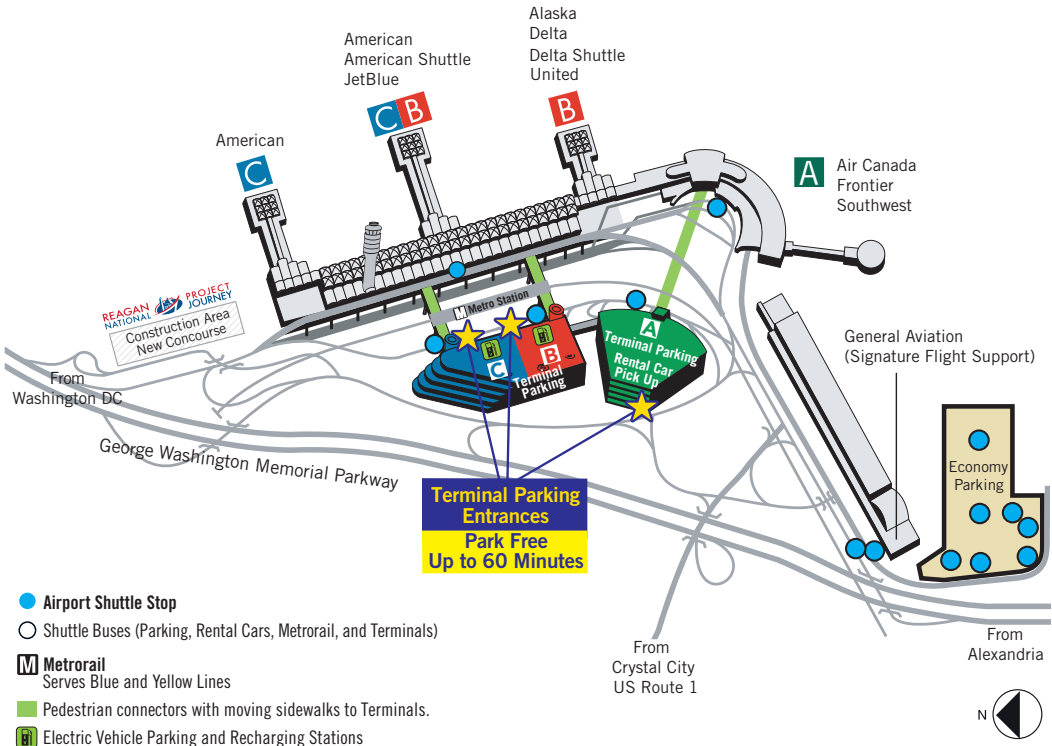 American
American Shuttle
JetBlue
Alaska
Delta
Delta Shuttle
United
C B
B
American
C
A
Air Canada
Frontier
Southwest
REAGAN
NATIONAL
PROJECT
JOURNEY
Construction Area
New Concourse
M Metro Station
A
Terminal Parking
Rental Car
Pick Up
C
B
Terminal
Parking
General Aviation
(Signature Flight Support)
From
Washington DC
George Washington Memorial Parkway
Economy
Parking
Terminal Parking
Entrances
Park Free
Up to 60 Minutes
Airport Shuttle Stop
Shuttle Buses (Parking, Rental Cars, Metrorail, and Terminals)
M Metrorail
Serves Blue and Yellow Lines
Pedestrian connectors with moving sidewalks to Terminals.
Electric Vehicle Parking and Recharging Stations
From
Crystal City
US Route 1
From
Alexandria
N